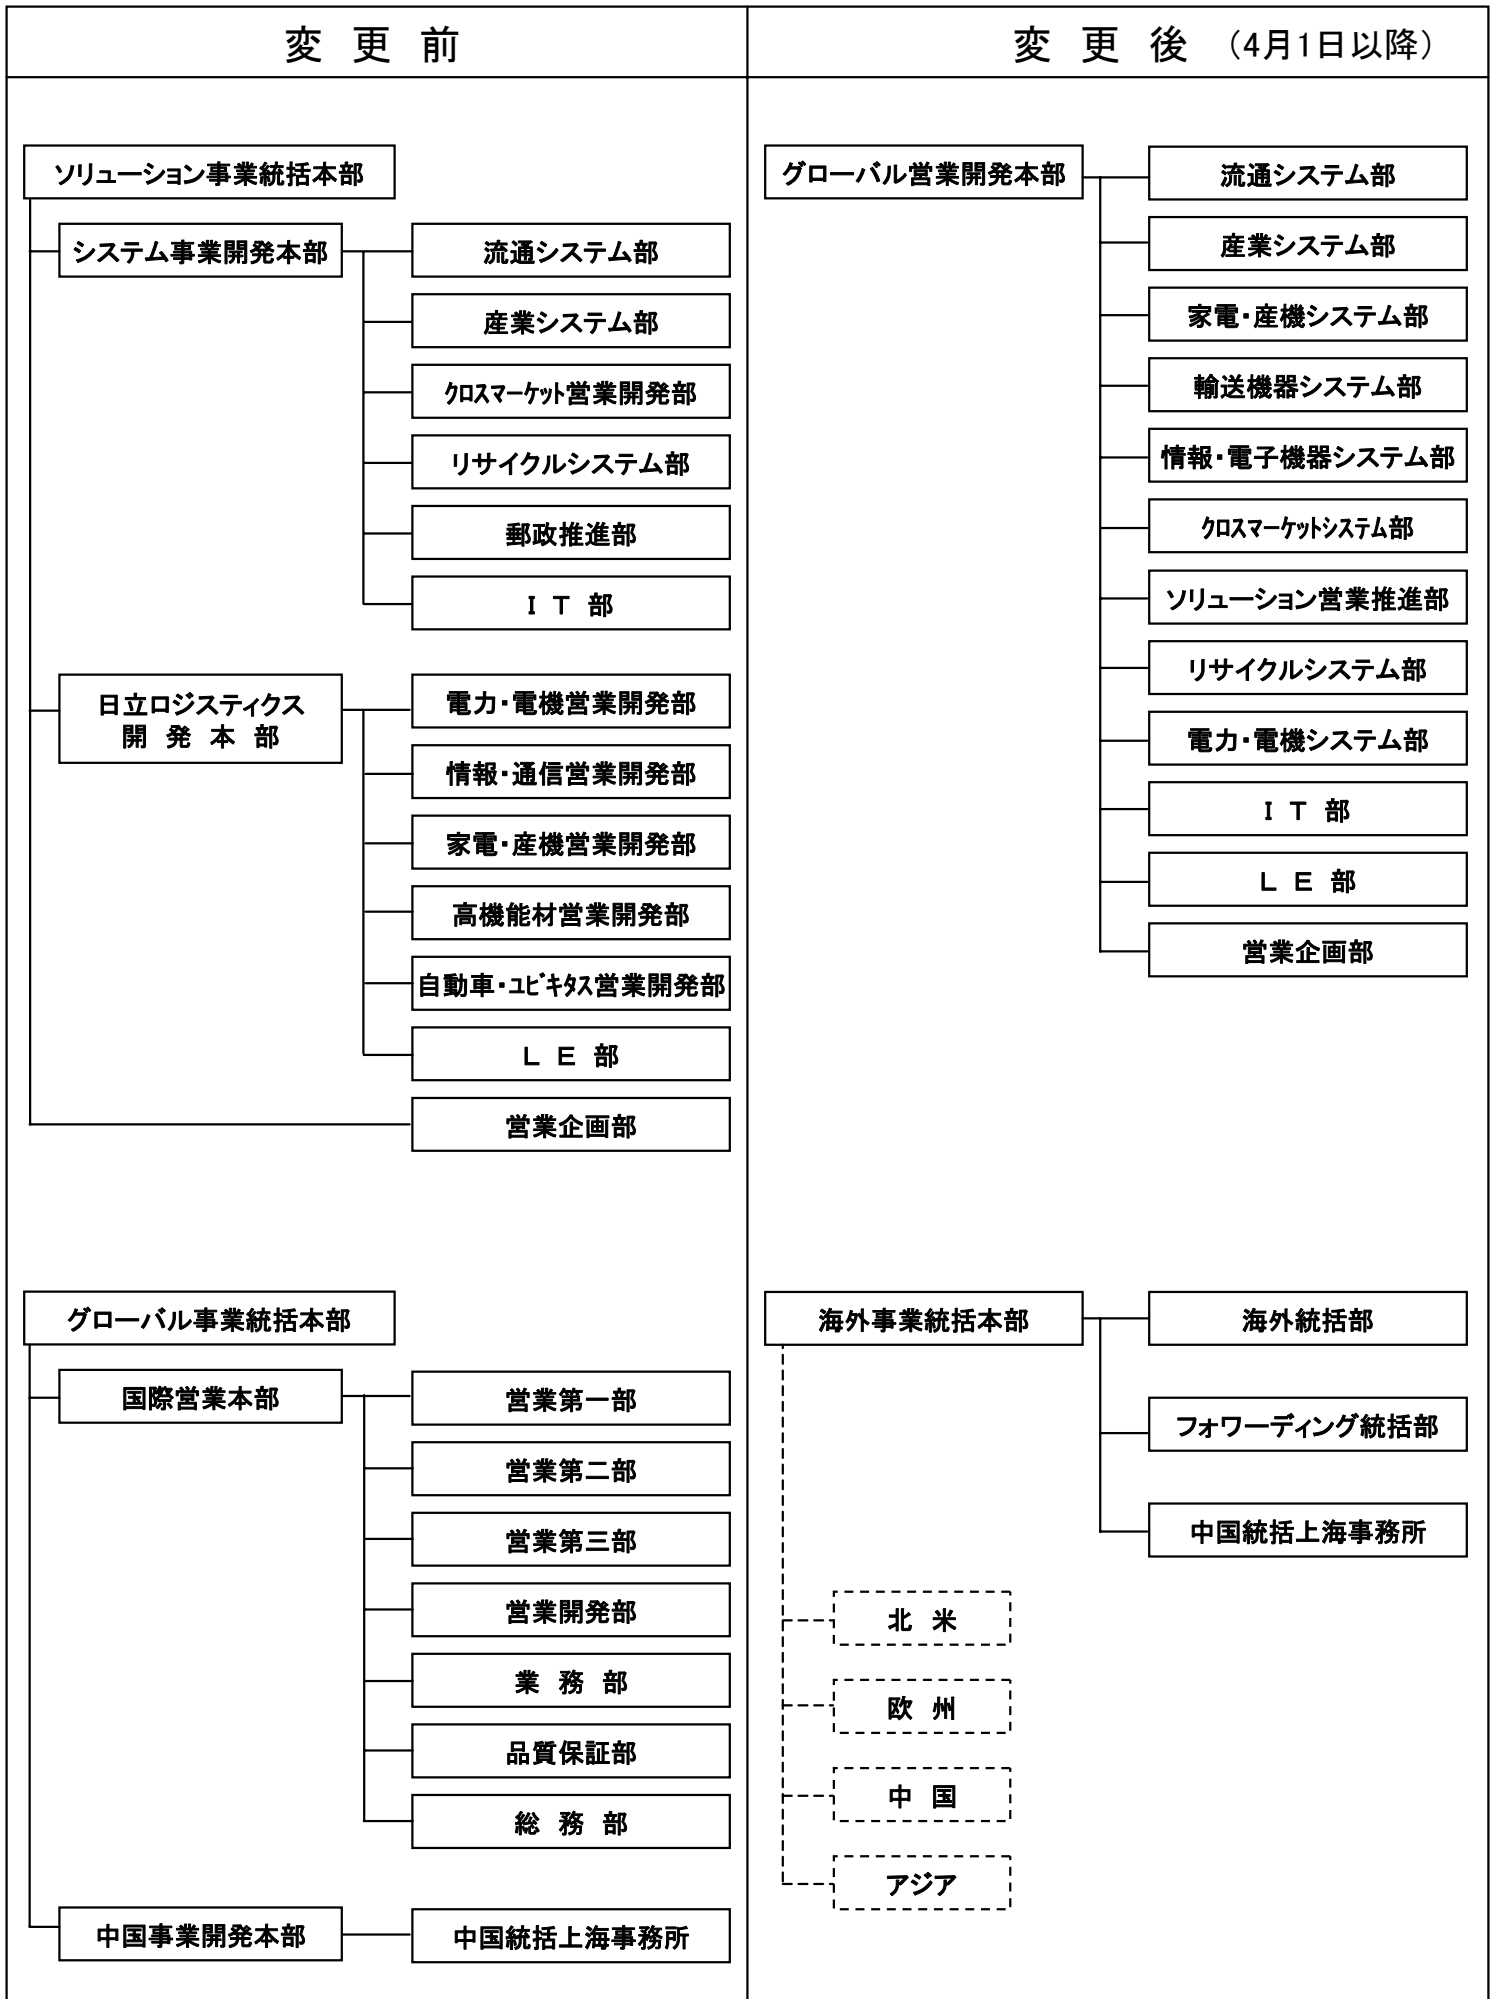 変更前
変更後（4月1日以降）
ソリューション事業統括本部
システム事業開発本部
流通システム部
産業システム部
クロスマーケット営業開発部
リサイクルシステム部
郵政推進部
ＩＴ部
日立ロジスティクス
開発本部
電力・電機営業開発部
情報・通信営業開発部
家電・産機営業開発部
高機能材営業開発部
自動車・ユビキタス営業開発部
ＬＥ部
営業企画部
グローバル営業開発本部
流通システム部
産業システム部
家電・産機システム部
輸送機器システム部
情報・電子機器システム部
クロスマーケットシステム部
ソリューション営業推進部
リサイクルシステム部
電力・電機システム部
ＩＴ部
ＬＥ部
営業企画部
グローバル事業統括本部
国際営業本部
営業第一部
営業第二部
営業第三部
営業開発部
業務部
品質保証部
総務部
中国事業開発本部
中国統括上海事務所
海外事業統括本部
海外統括部
フォワーディング統括部
中国統括上海事務所
北米
欧州
中国
アジア